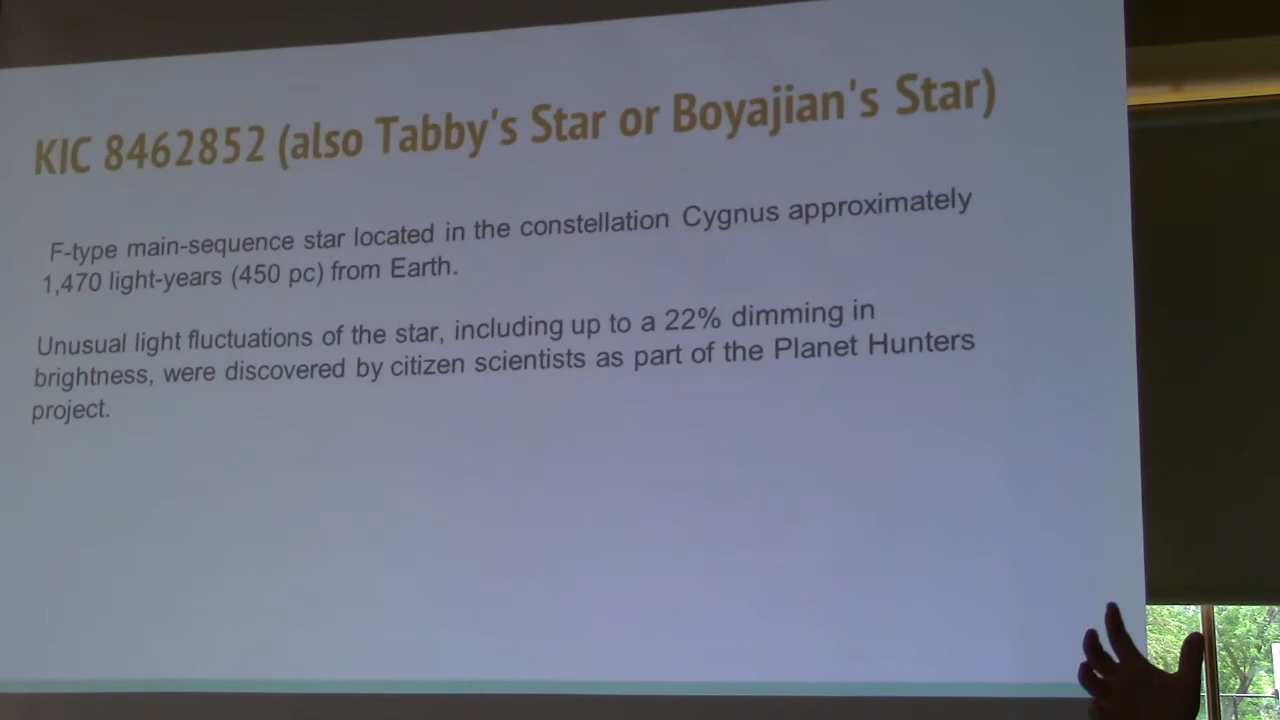 KIC 8462852 (also Tabby's Star or Boyajian's Star)
F-type main-sequence star located in the constellation Cygnus approximately
1,470 light-years (450 pc) from Earth.
Unusual light fluctuations of the star, including up to a 22% dimming in
brightness, were discovered by citizen scientists as part of the Planet Hunters
project.